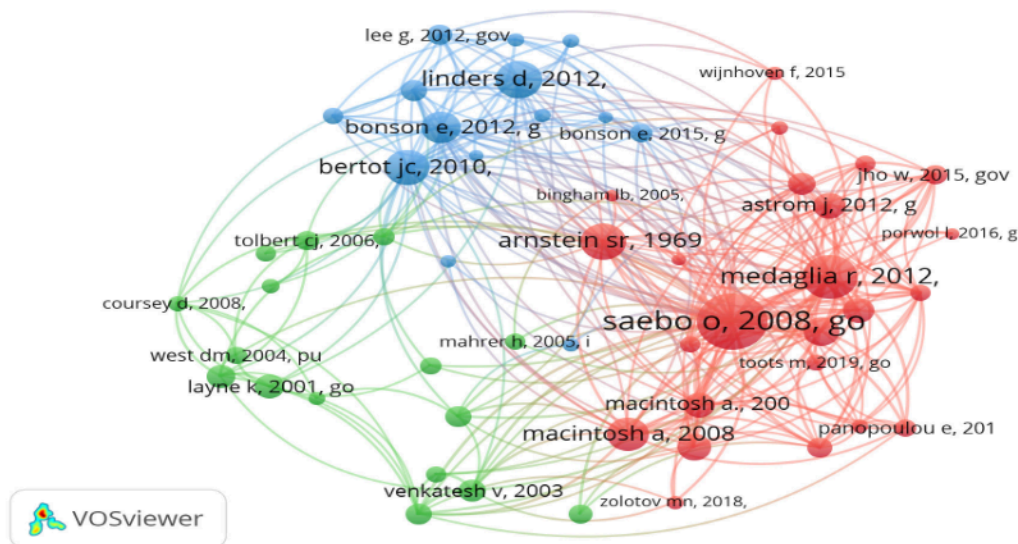 lee g, 2012, gov
linders d, 2012,
wijnhoven f, 2015
bonson e, 2012, g
bonson e, 2015, g
bertot jc, 2010,
jho w, 2015, gov
bingham lb, 2005,
astrom j, 2012, g
tolbert cj, 2006,
arnstein sr, 1969
porwol l, 2016, g
medaglia r, 2012,
coursey d, 2008,
saebo o, 2008, go
mahrer h, 2005, i
west dm, 2004, pu
toots m, 2019, go
layne k, 2001, go
macintosh a., 200
macintosh a, 2008
panopoulou e, 201
venkatesh v, 2003
zolotov mn, 2018,
VOSviewer